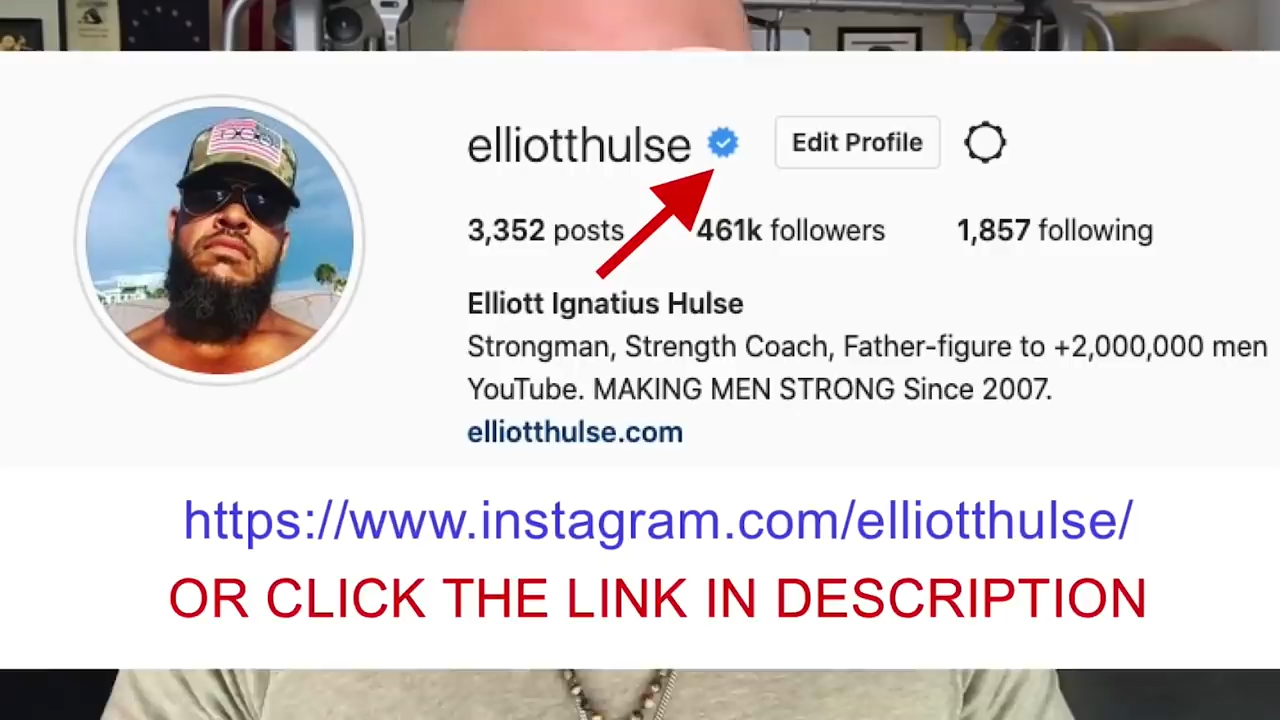 elliotthulse Edit Profile
3,352 posts 461k followers 1,857 following
Elliott Ignatius Hulse
Strongman, Strength Coach, Father-figure to +2,000,000 men
YouTube. MAKING MEN STRONG Since 2007.
elliotthulse.com
https://www.instagram.com/elliotthulse/
OR CLICK THE LINK IN DESCRIPTION